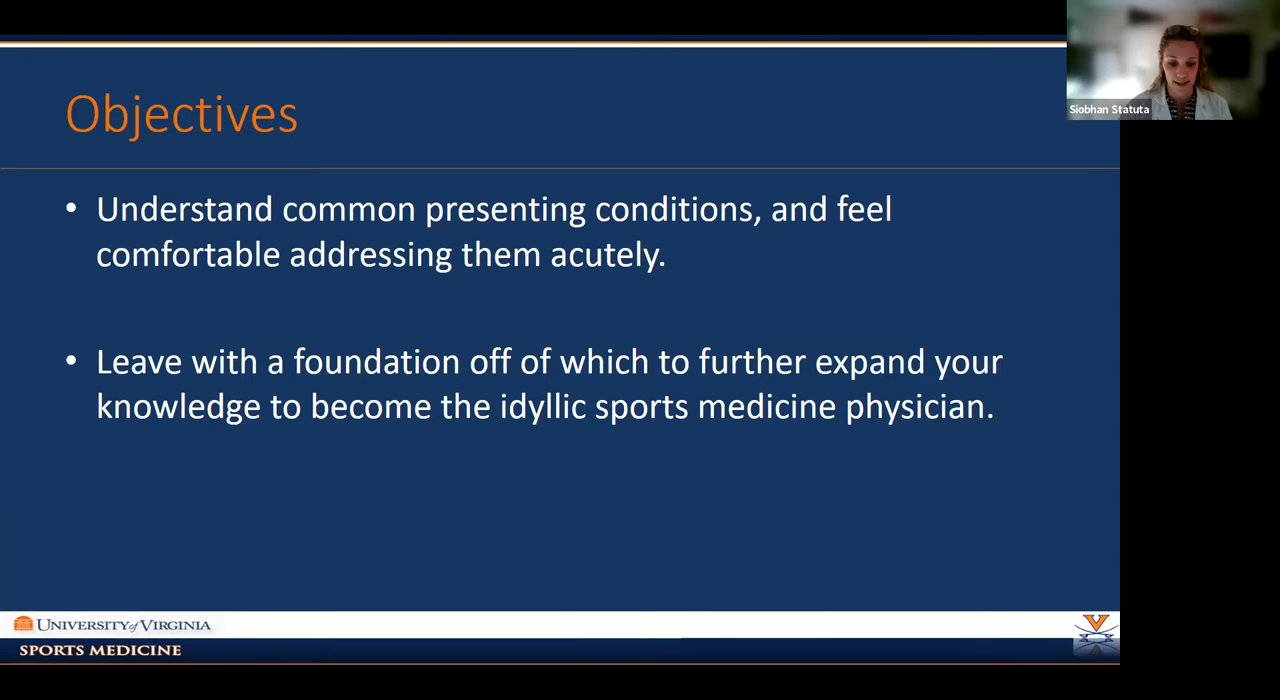 Siobhan Statuta
Objectives
• Understand common presenting conditions, and feel
comfortable addressing them acutely.
• Leave with a foundation off of which to further expand your
knowledge to become the idyllic sports medicine physician.
UNIVERSITY of VIRGINIA
SPORTS MEDICINE